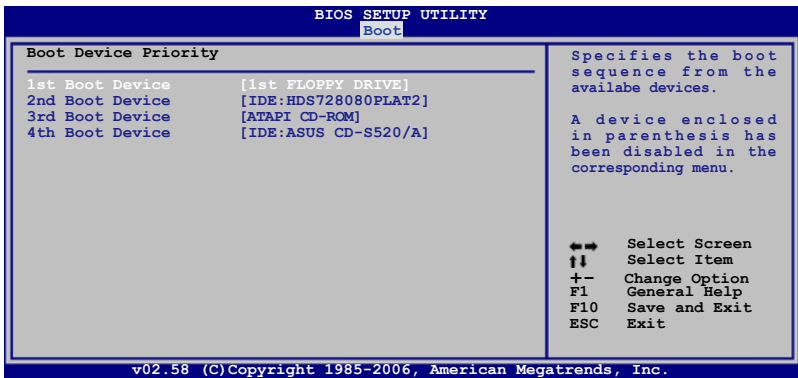 BIOS SETUP UTILITY
Boot
Boot Device Priority
1st Boot Device [1st FLOPPY DRIVE]
2nd Boot Device [IDE:HDS728080PLAT2]
3rd Boot Device [ATAPI CD-ROM]
4th Boot Device [IDE:ASUS CD-S520/A]
Specifies the boot
sequence from the
availabe devices.
A device enclosed
in parenthesis has
been disabled in the
corresponding menu.
←→ Select Screen
↑↓ Select Item
+- Change Option
F1 General Help
F10 Save and Exit
ESC Exit
v02.58 (C)Copyright 1985-2006, American Megatrends, Inc.